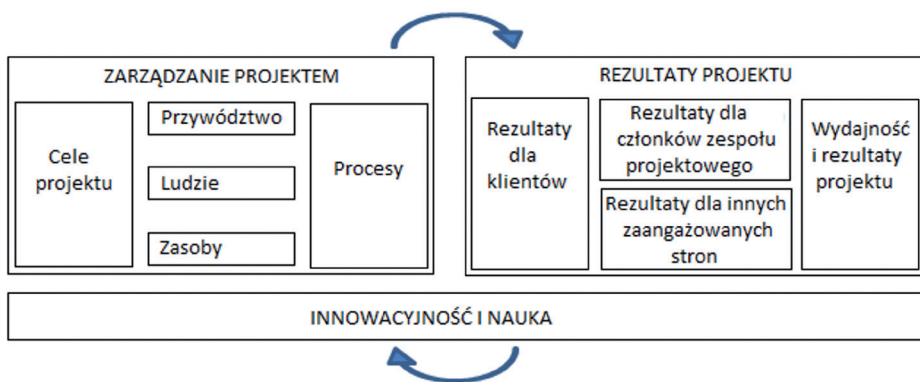 ZARZĄDZANIE PROJEKTEM
Cele
projektu
Przywództwo
Ludzie
Zasoby
Procesy
REZULTATY PROJEKTU
Rezultaty
dla
klientów
Rezultaty dla
członków zespołu
projektowego
Rezultaty dla innych
zaangażowanych
stron
Wydajność
i rezultaty
projektu
INNOWACYJNOŚĆ I NAUKA